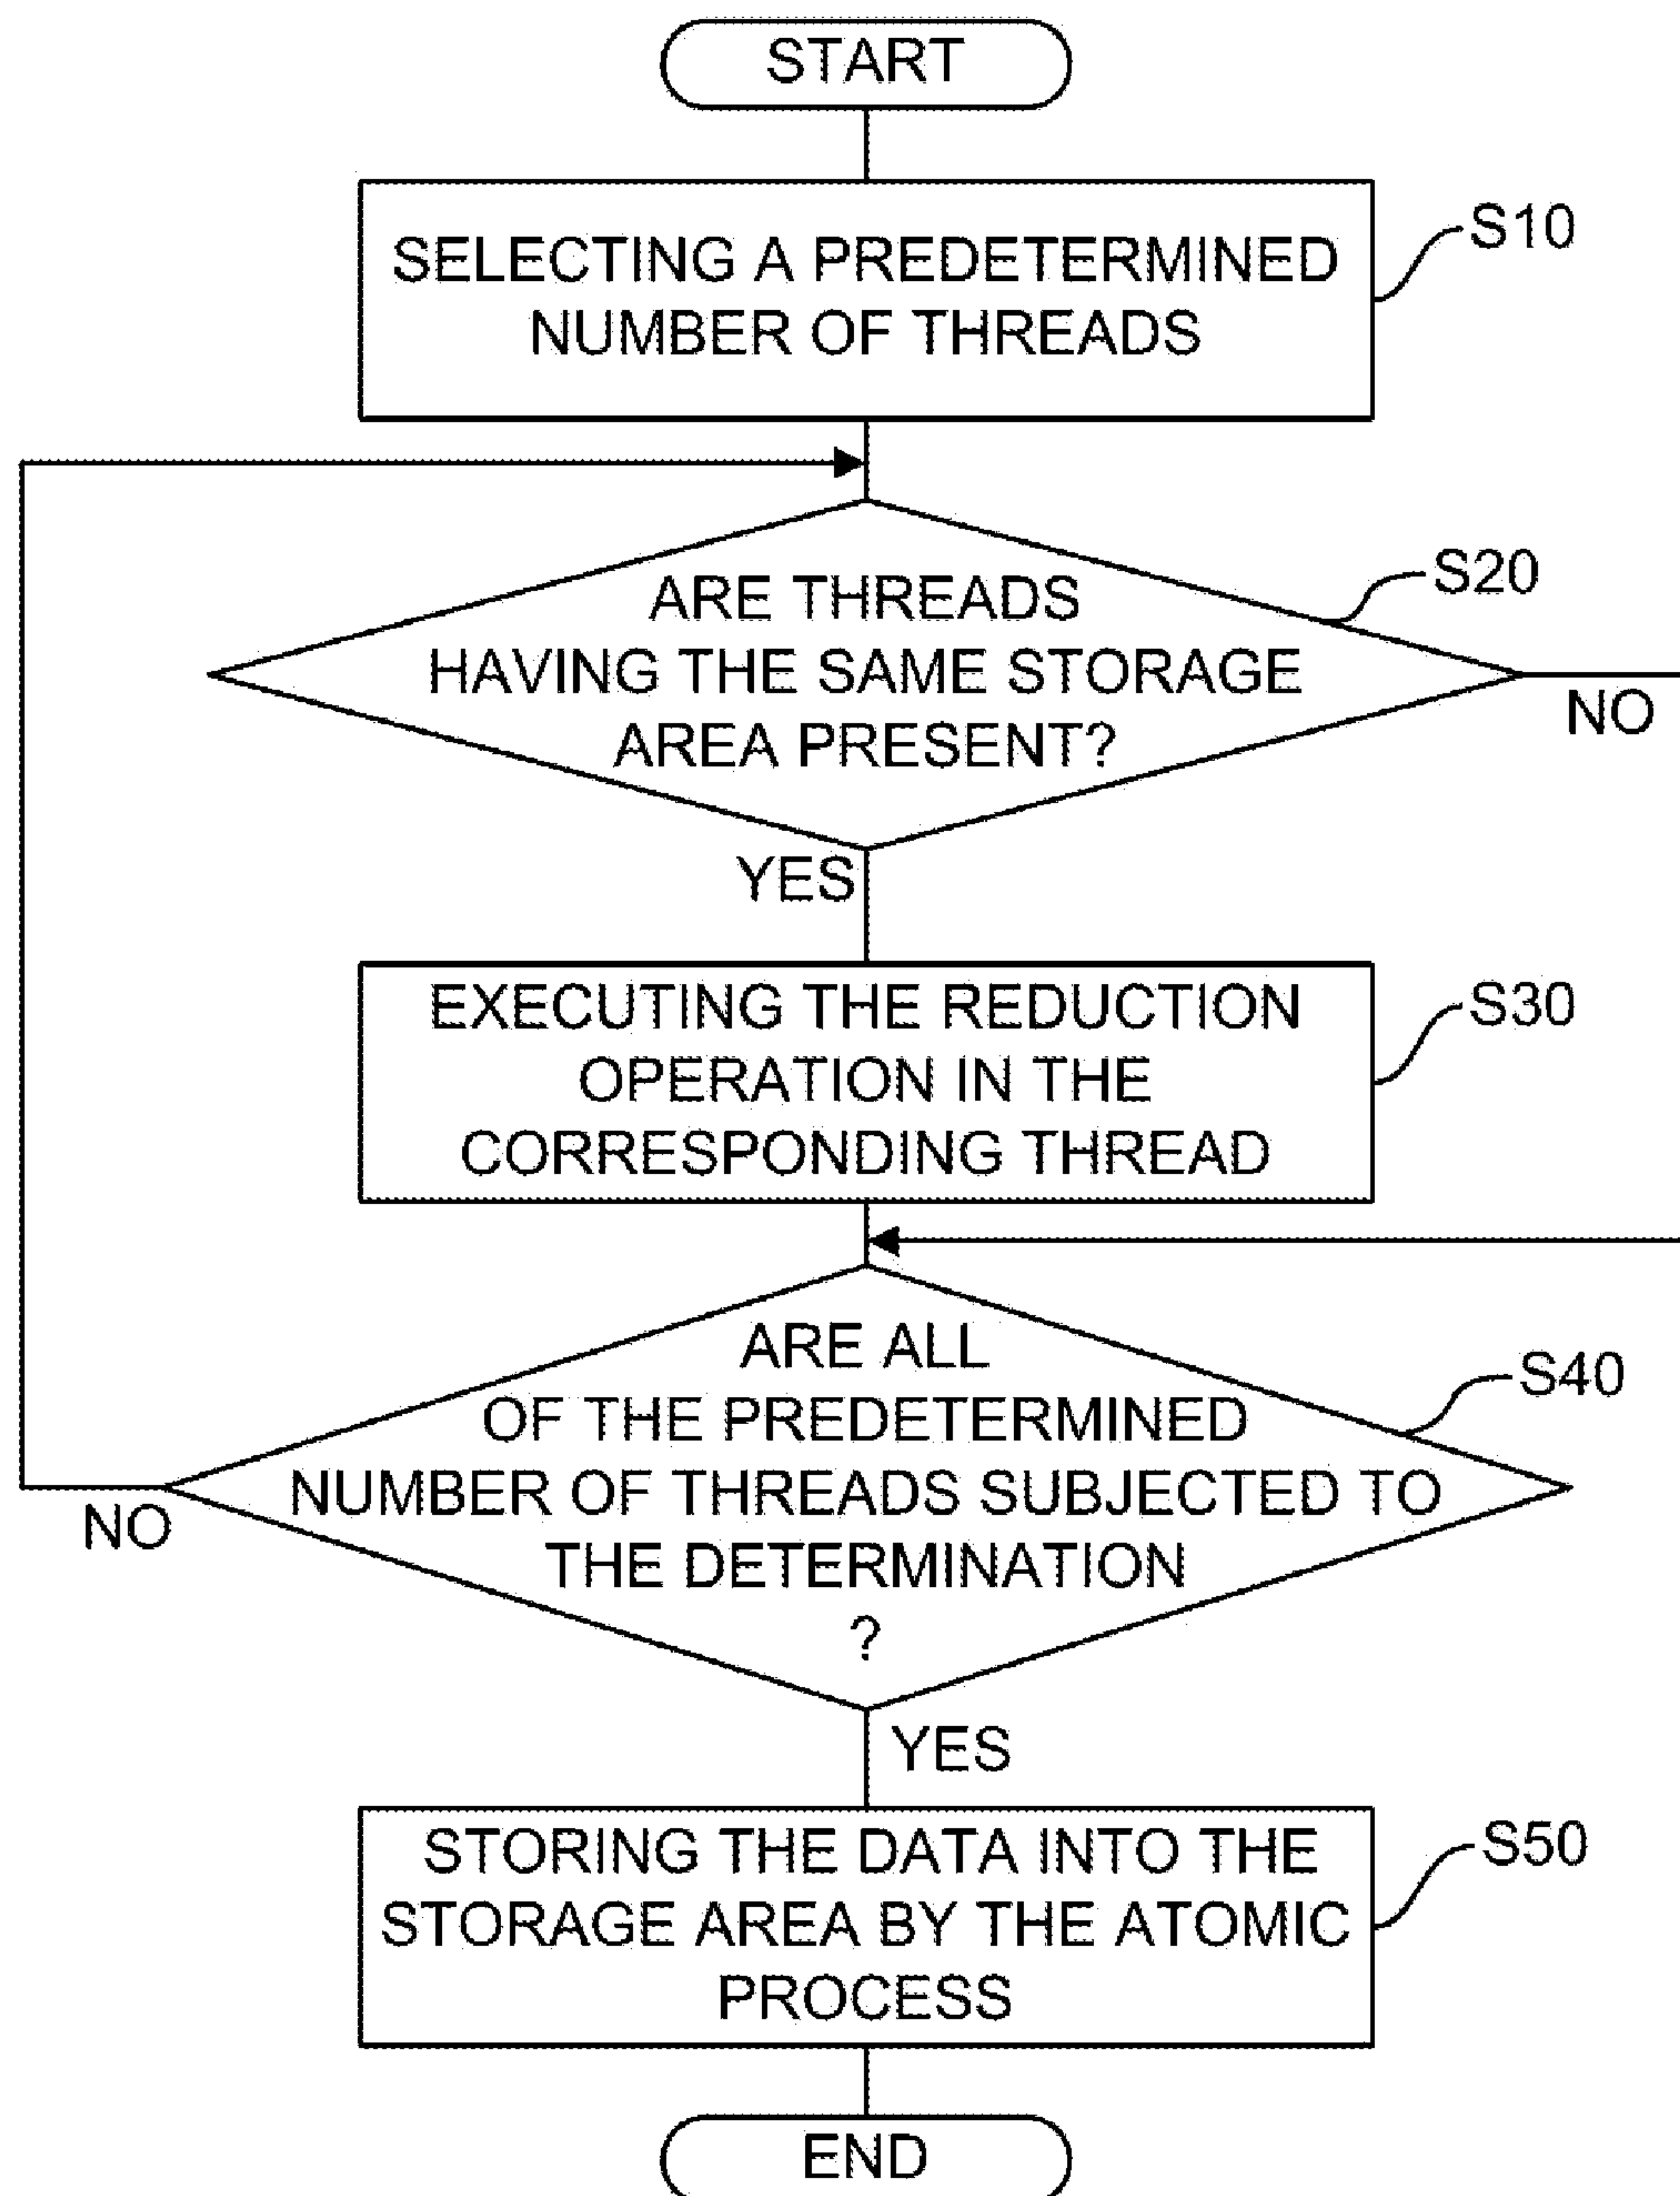 START
SELECTING A PREDETERMINED
NUMBER OF THREADS
S10
ARE THREADS
HAVING THE SAME STORAGE
AREA PRESENT?
S20
NO
YES
EXECUTING THE REDUCTION
OPERATION IN THE
CORRESPONDING THREAD
S30
ARE ALL
OF THE PREDETERMINED
NUMBER OF THREADS SUBJECTED TO
THE DETERMINATION
?
S40
NO
YES
STORING THE DATA INTO THE
STORAGE AREA BY THE ATOMIC
PROCESS
S50
END